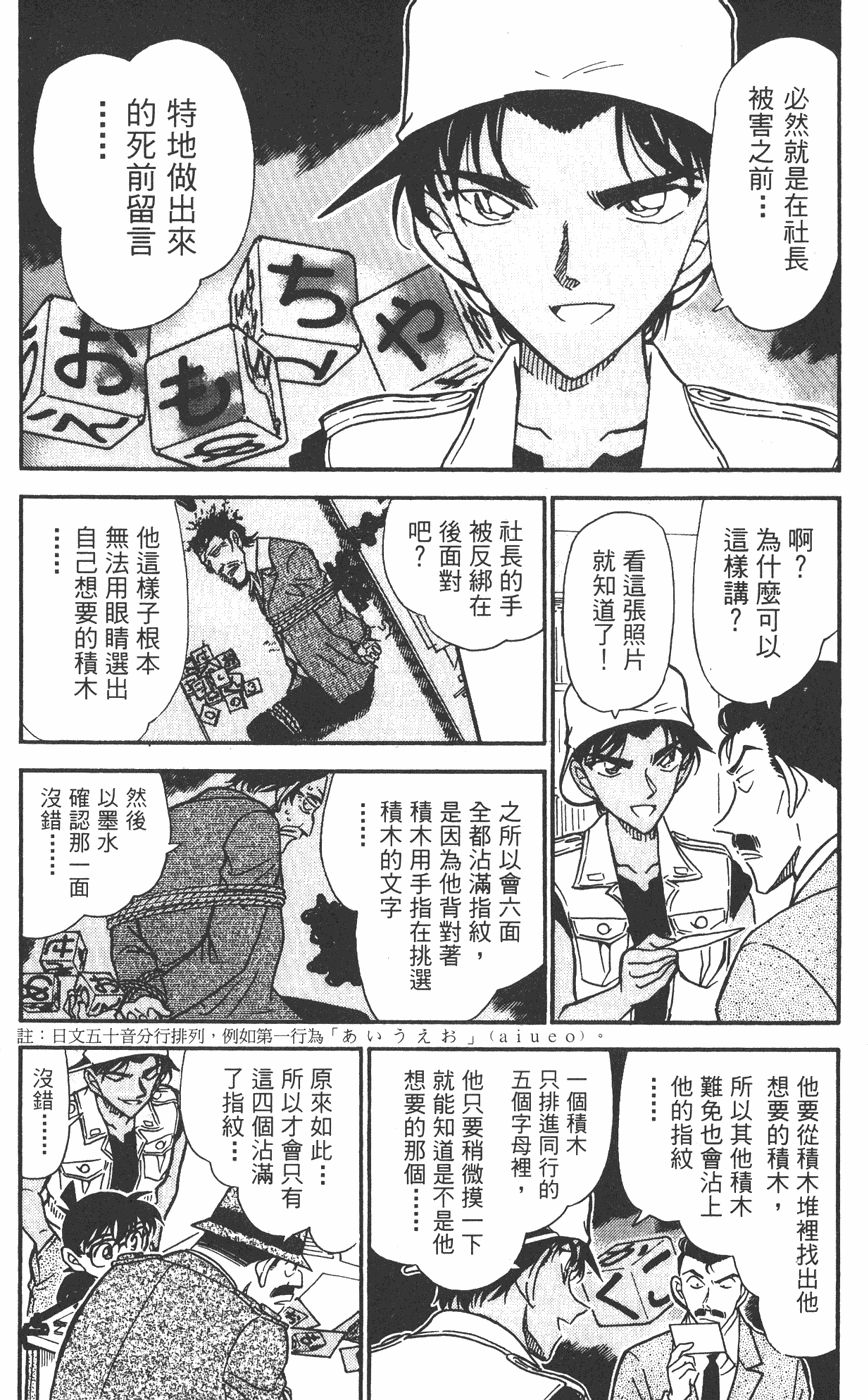 必然就是在社長
被害之前…
特地做出來
的死前留言
……
ちゃ
おも
啊？
為什麼可以
這樣講？
看這張照片
就知道了！
社長的手
被反綁在
後面對
吧？
他這樣子根本
無法用眼睛選出
自己想要的積木
……
之所以會六面
全都沾滿指紋，
是因為他背對著
積木用手指在挑選
積木的文字
……
然後
以墨水
確認那一面
沒錯……
註：日文五十音分行排列，例如第一行為「あいうえお」（aiueo）。
他要從積木堆裡找出他
想要的積木，
所以其他積木
難免也會沾上
他的指紋
……
一個積木
只排進同行的
五個字母裡，
他只要稍微摸一下
就能知道是不是他
想要的那個……
く
こ
原來如此…
所以才會只有
這四個沾滿
了指紋…
沒錯……